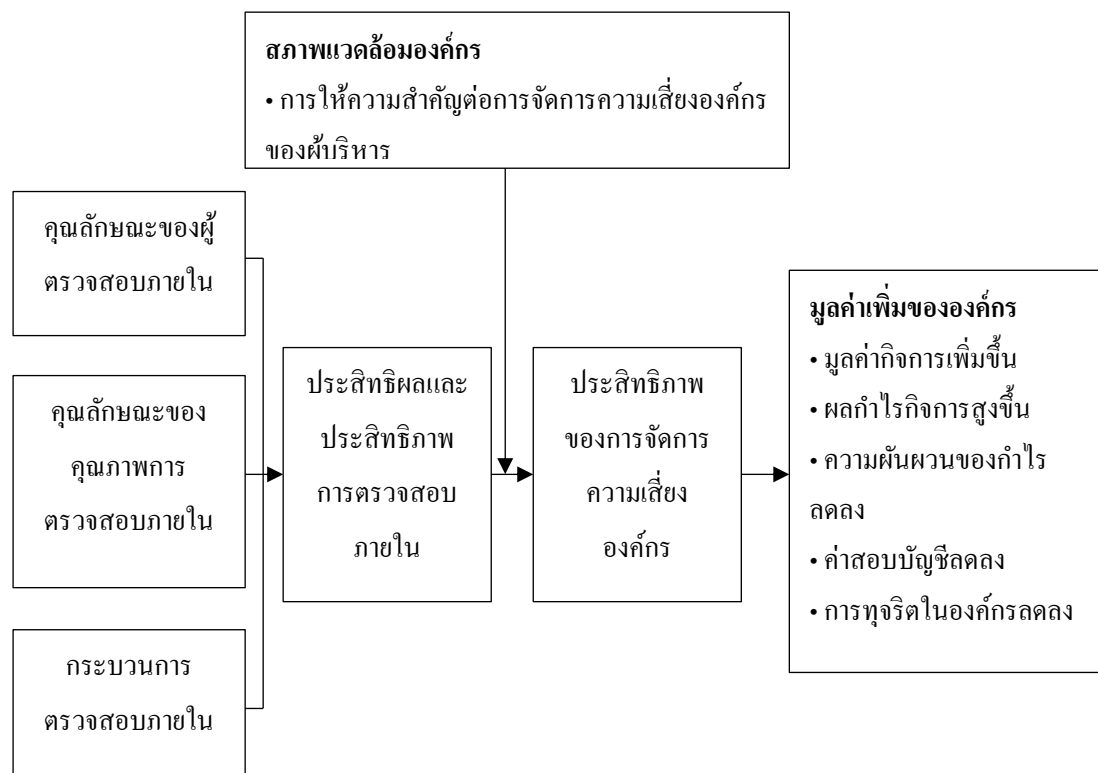 สภาพแวดล้อมองค์กร
• การให้ความสำคัญต่อการจัดการความเสี่ยงองค์กร
ของผู้บริหาร
คุณลักษณะของผู้
ตรวจสอบภายใน
คุณลักษณะของ
คุณภาพการ
ตรวจสอบภายใน
กระบวนการ
ตรวจสอบภายใน
ประสิทธิผลและ
ประสิทธิภาพ
การตรวจสอบ
ภายใน
ประสิทธิภาพ
ของการจัดการ
ความเสี่ยง
องค์กร
มูลค่าเพิ่มขององค์กร
• มูลค่ากิจการเพิ่มขึ้น
• ผลกำไรกิจการสูงขึ้น
• ความผันผวนของกำไร
ลดลง
• ค่าสอบบัญชีลดลง
• การทุจริตในองค์กรลดลง